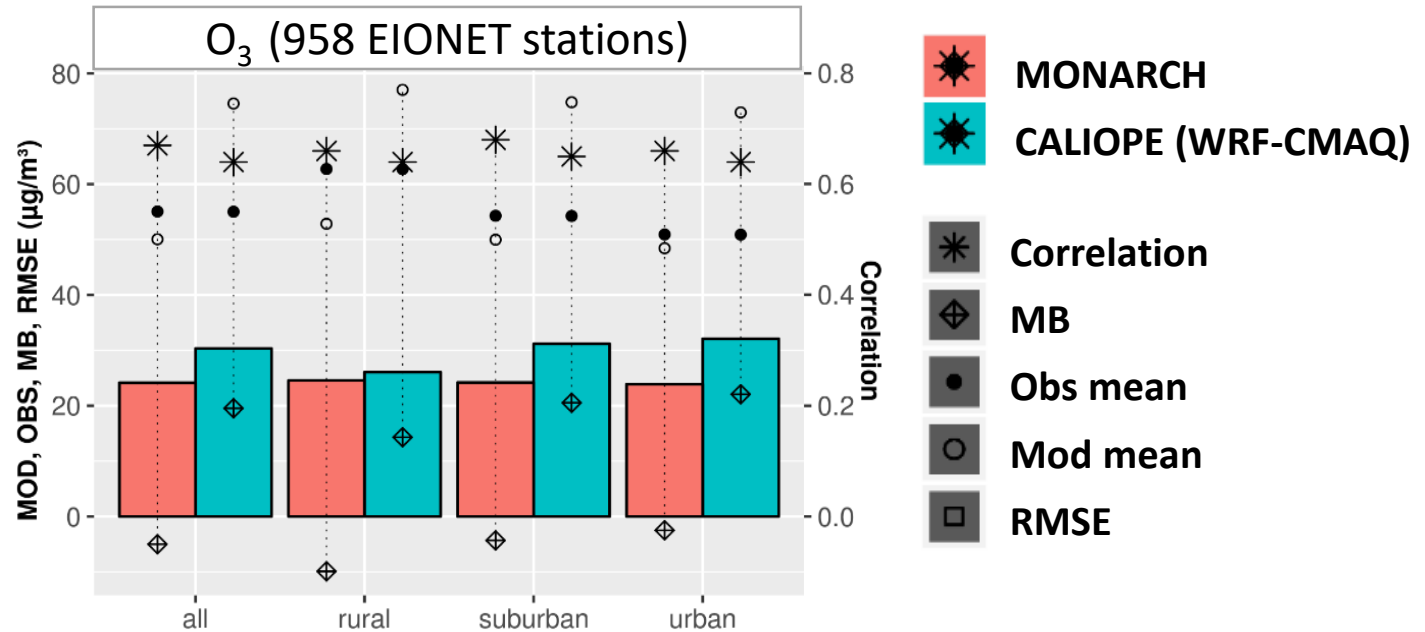 O₃ (958 EIONET stations)
80
60
40
20
0
MOD, OBS, MB, RMSE (µg/m³)
0.8
0.6
0.4
0.2
0.0
Correlation
all
rural
suburban
urban
MONARCH
CALIOPE (WRF-CMAQ)
Correlation
MB
Obs mean
Mod mean
RMSE